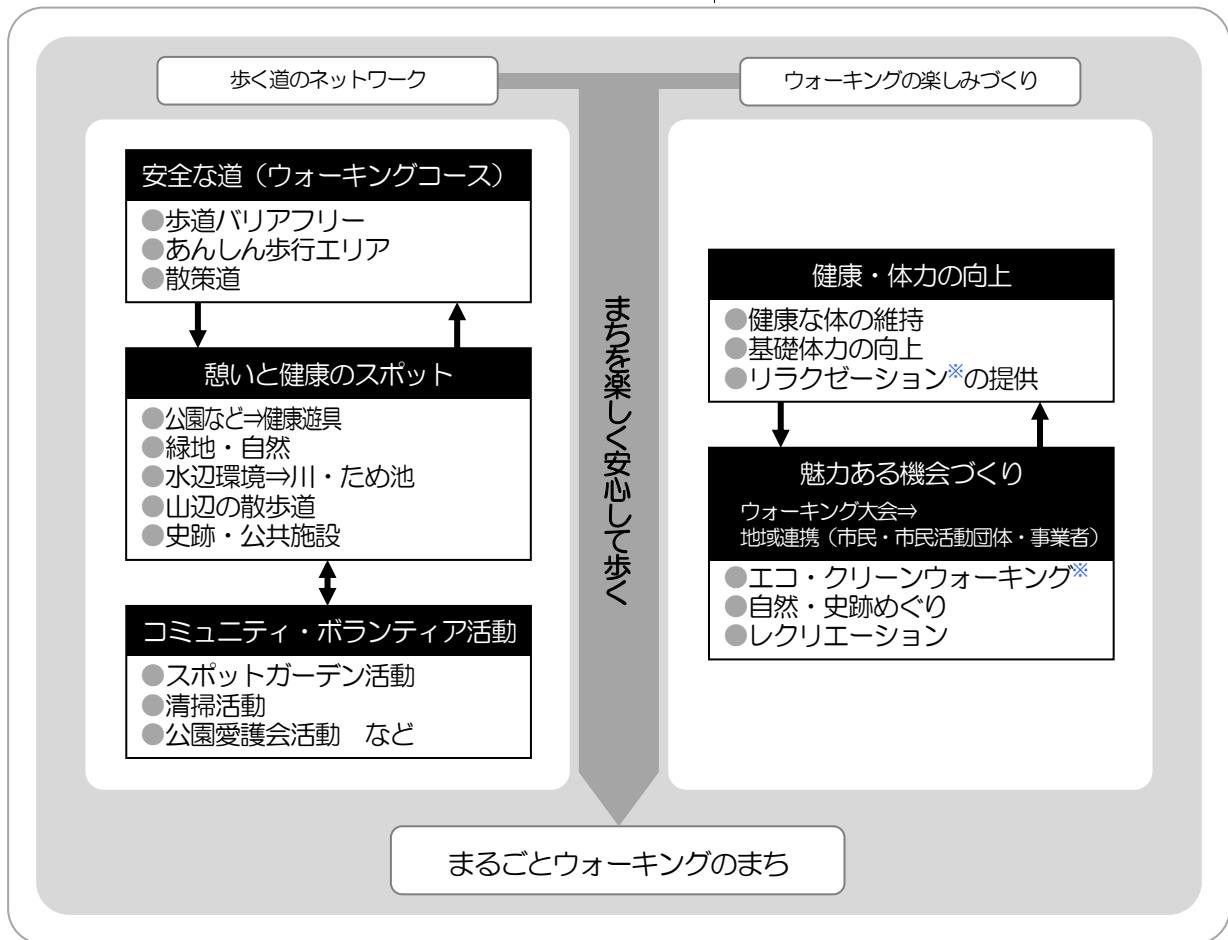 歩く道のネットワーク
ウォーキングの楽しみづくり
安全な道（ウォーキングコース）
●歩道バリアフリー
●あんしん歩行エリア
●散策道
憩いと健康のスポット
●公園など⇒健康遊具
●緑地・自然
●水辺環境⇒川・ため池
●山辺の散歩道
●史跡・公共施設
コミュニティ・ボランティア活動
●スポットガーデン活動
●清掃活動
●公園愛護会活動　など
まちを楽しく安心して歩く
健康・体力の向上
●健康な体の維持
●基礎体力の向上
●リラクゼーション※の提供
魅力ある機会づくり
ウォーキング大会⇒
地域連携（市民・市民活動団体・事業者）
●エコ・クリーンウォーキング※
●自然・史跡めぐり
●レクリエーション
まるごとウォーキングのまち